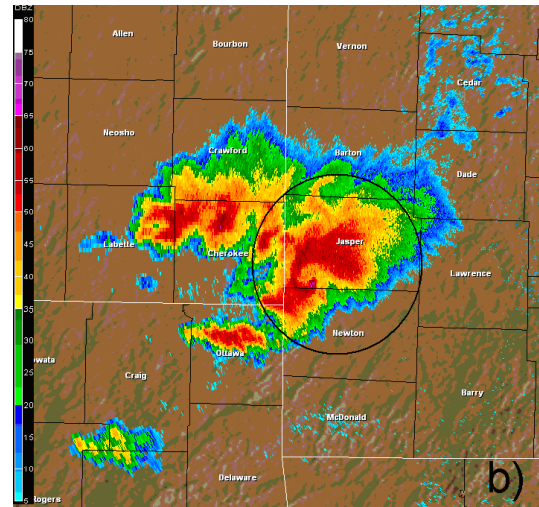 DBZ
80
75
70
65
60
55
50
45
40
35
30
25
20
15
10
5
Allen
Bourbon
Vernon
Cedar
Neosho
Crawford
Barton
Dade
Labette
Cherokee
Jasper
Lawrence
Newton
Ottawa
owata
Craig
Barry
McDonald
Delaware
Rogers
b)